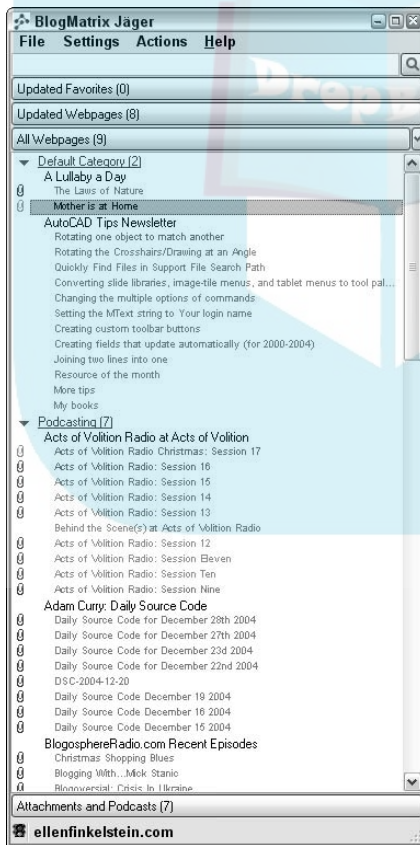 BlogMatrix Jäger
File Settings Actions Help
Drop
Updated Favorites (0)
Updated Webpages (8)
All Webpages (9)
Default Category (2)
A Lullaby a Day
The Laws of Nature
Mother is at Home
AutoCAD Tips Newsletter
Rotating one object to match another
Rotating the Crosshairs/Drawing at an Angle
Quickly Find Files in Support File Search Path
Converting slide libraries, image-tile menus, and tablet menus to tool pal...
Changing the multiple options of commands
Setting the MText string to Your login name
Creating custom toolbar buttons
Creating fields that update automatically (for 2000-2004)
Joining two lines into one
Resource of the month
More tips
My books
Podcasting (7)
Acts of Volition Radio at Acts of Volition
Acts of Volition Radio Christmas: Session 17
Acts of Volition Radio: Session 16
Acts of Volition Radio: Session 15
Acts of Volition Radio: Session 14
Acts of Volition Radio: Session 13
Behind the Scene(s) at Acts of Volition Radio
Acts of Volition Radio: Session 12
Acts of Volition Radio: Session Eleven
Acts of Volition Radio: Session Ten
Acts of Volition Radio: Session Nine
Adam Curry: Daily Source Code
Daily Source Code for December 28th 2004
Daily Source Code for December 27th 2004
Daily Source Code for December 23d 2004
Daily Source Code for December 22nd 2004
DSC-2004-12-20
Daily Source Code December 19 2004
Daily Source Code December 16 2004
Daily Source Code December 15 2004
BlogosphereRadio.com Recent Episodes
Christmas Shopping Blues
Blogging With...Mick Stanic
Blogoversial: Crisis In Ukraine
Attachments and Podcasts (7)
ellenfinkelstein.com